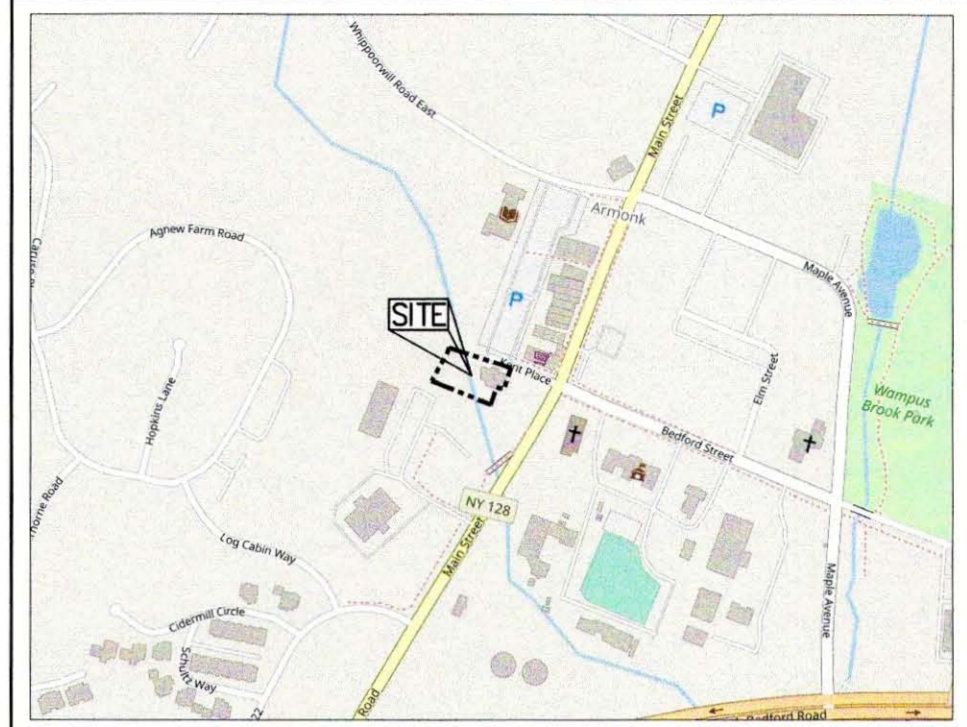 Whippoorwill Road East
Main Street
P
Armonk
Agnew Farm Road
Maple Avenue
SITE
P
Kent Place
Hopkins Lane
Elm Street
Wampus
Brook Park
Bedford Street
NY 128
Main Street
Log Cabin Way
Maple Avenue
Cidermill Circle
Schultz Way
Road
22
Bedford Road